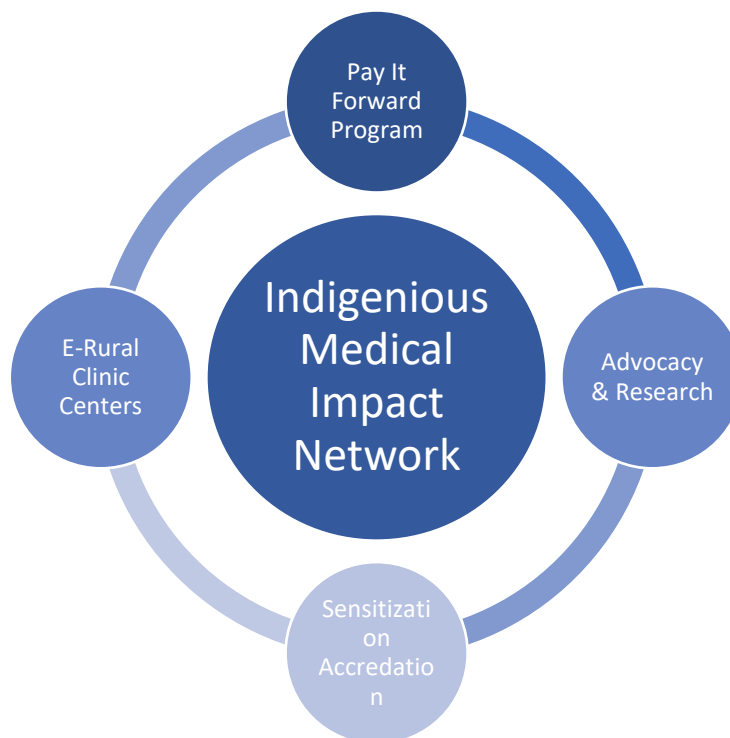 Pay It
Forward
Program
Indigenious
Medical
Impact
Network
E-Rural
Clinic
Centers
Advocacy
& Research
Sensitizati
on
Accredatio
n